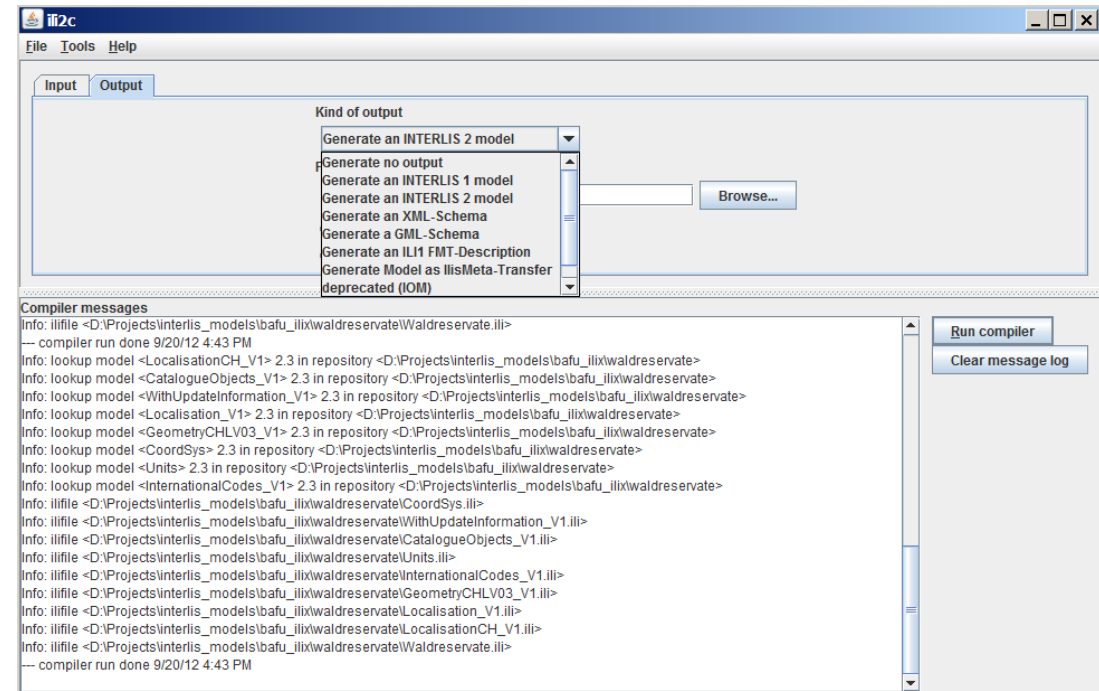 ili2c
File Tools Help
Input Output
Kind of output
Generate an INTERLIS 2 model
Generate no output
Generate an INTERLIS 1 model
Generate an INTERLIS 2 model
Browse...
Generate an XML-Schema
Generate a GML-Schema
Generate an ILI1 FMT-Description
Generate Model as IlisMeta-Transfer
deprecated (IOM)
Compiler messages
Info: ilifile <D:\Projects\interlis_models\bafu_ilix\waldreservate\Waldreservate.ili>
--- compiler run done 9/20/12 4:43 PM
Info: lookup model <LocalisationCH_V1> 2.3 in repository <D:\Projects\interlis_models\bafu_ilix\waldreservate>
Info: lookup model <CatalogueObjects_V1> 2.3 in repository <D:\Projects\interlis_models\bafu_ilix\waldreservate>
Info: lookup model <WithUpdateInformation_V1> 2.3 in repository <D:\Projects\interlis_models\bafu_ilix\waldreservate>
Info: lookup model <Localisation_V1> 2.3 in repository <D:\Projects\interlis_models\bafu_ilix\waldreservate>
Info: lookup model <GeometryCHLV03_V1> 2.3 in repository <D:\Projects\interlis_models\bafu_ilix\waldreservate>
Info: lookup model <CoordSys> 2.3 in repository <D:\Projects\interlis_models\bafu_ilix\waldreservate>
Info: lookup model <Units> 2.3 in repository <D:\Projects\interlis_models\bafu_ilix\waldreservate>
Info: lookup model <InternationalCodes_V1> 2.3 in repository <D:\Projects\interlis_models\bafu_ilix\waldreservate>
Info: ilifile <D:\Projects\interlis_models\bafu_ilix\waldreservate\CoordSys.ili>
Info: ilifile <D:\Projects\interlis_models\bafu_ilix\waldreservate\WithUpdateInformation_V1.ili>
Info: ilifile <D:\Projects\interlis_models\bafu_ilix\waldreservate\CatalogueObjects_V1.ili>
Info: ilifile <D:\Projects\interlis_models\bafu_ilix\waldreservate\Units.ili>
Info: ilifile <D:\Projects\interlis_models\bafu_ilix\waldreservate\InternationalCodes_V1.ili>
Info: ilifile <D:\Projects\interlis_models\bafu_ilix\waldreservate\GeometryCHLV03_V1.ili>
Info: ilifile <D:\Projects\interlis_models\bafu_ilix\waldreservate\Localisation_V1.ili>
Info: ilifile <D:\Projects\interlis_models\bafu_ilix\waldreservate\LocalisationCH_V1.ili>
Info: ilifile <D:\Projects\interlis_models\bafu_ilix\waldreservate\Waldreservate.ili>
--- compiler run done 9/20/12 4:43 PM
Run compiler
Clear message log